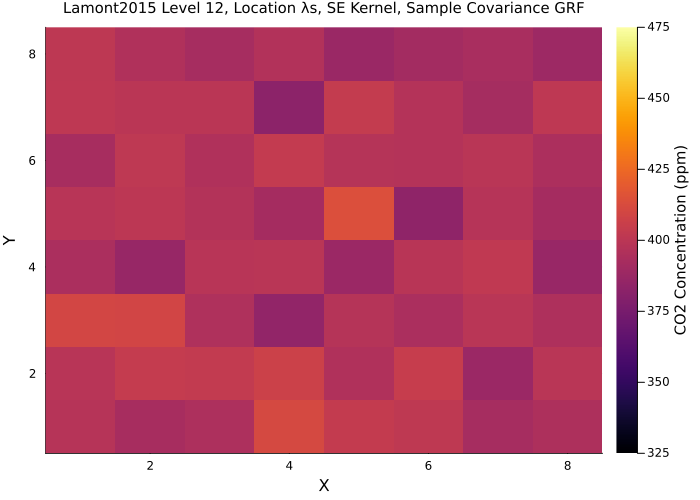 Lamont2015 Level 12, Location λs, SE Kernel, Sample Covariance GRF
8
6
4
2
Y
2 4 6 8
X
475
450
425
400
375
350
325
CO2 Concentration (ppm)